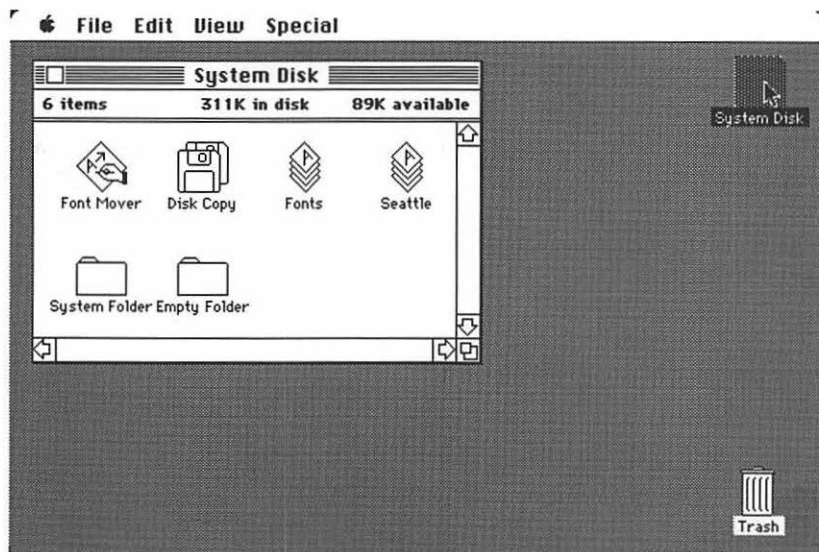 File Edit View Special
System Disk
6 items 311K in disk 89K available
System Disk
Font Mover Disk Copy Fonts Seattle
System Folder Empty Folder
Trash